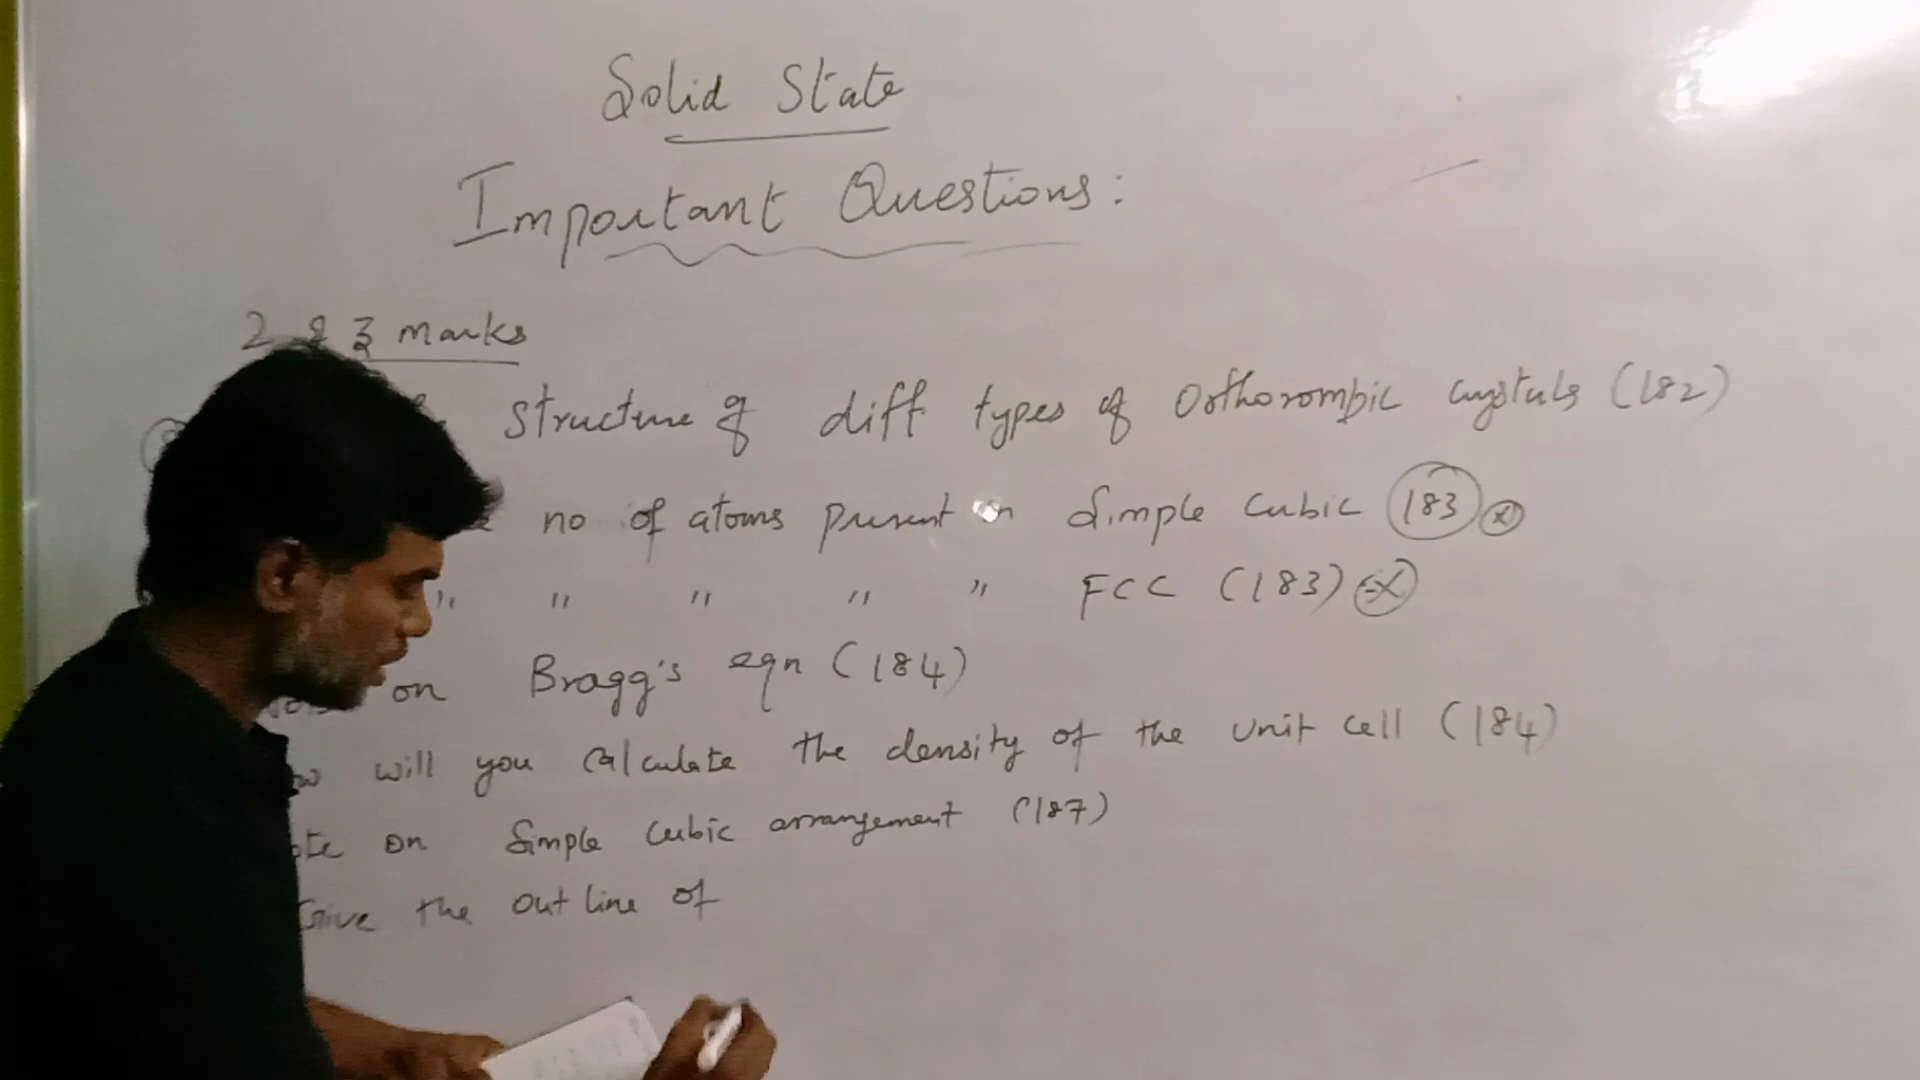 Solid State
Important Questions:
2 & 3 marks
Structure of diff types of Orthorombic crystals (182)
no of atoms present in Simple Cubic (183)
" " " " " FCC (183)
on Bragg's eqn (184)
will you calculate the density of the unit cell (184)
on Simple cubic arrangement (187)
Give the out line of